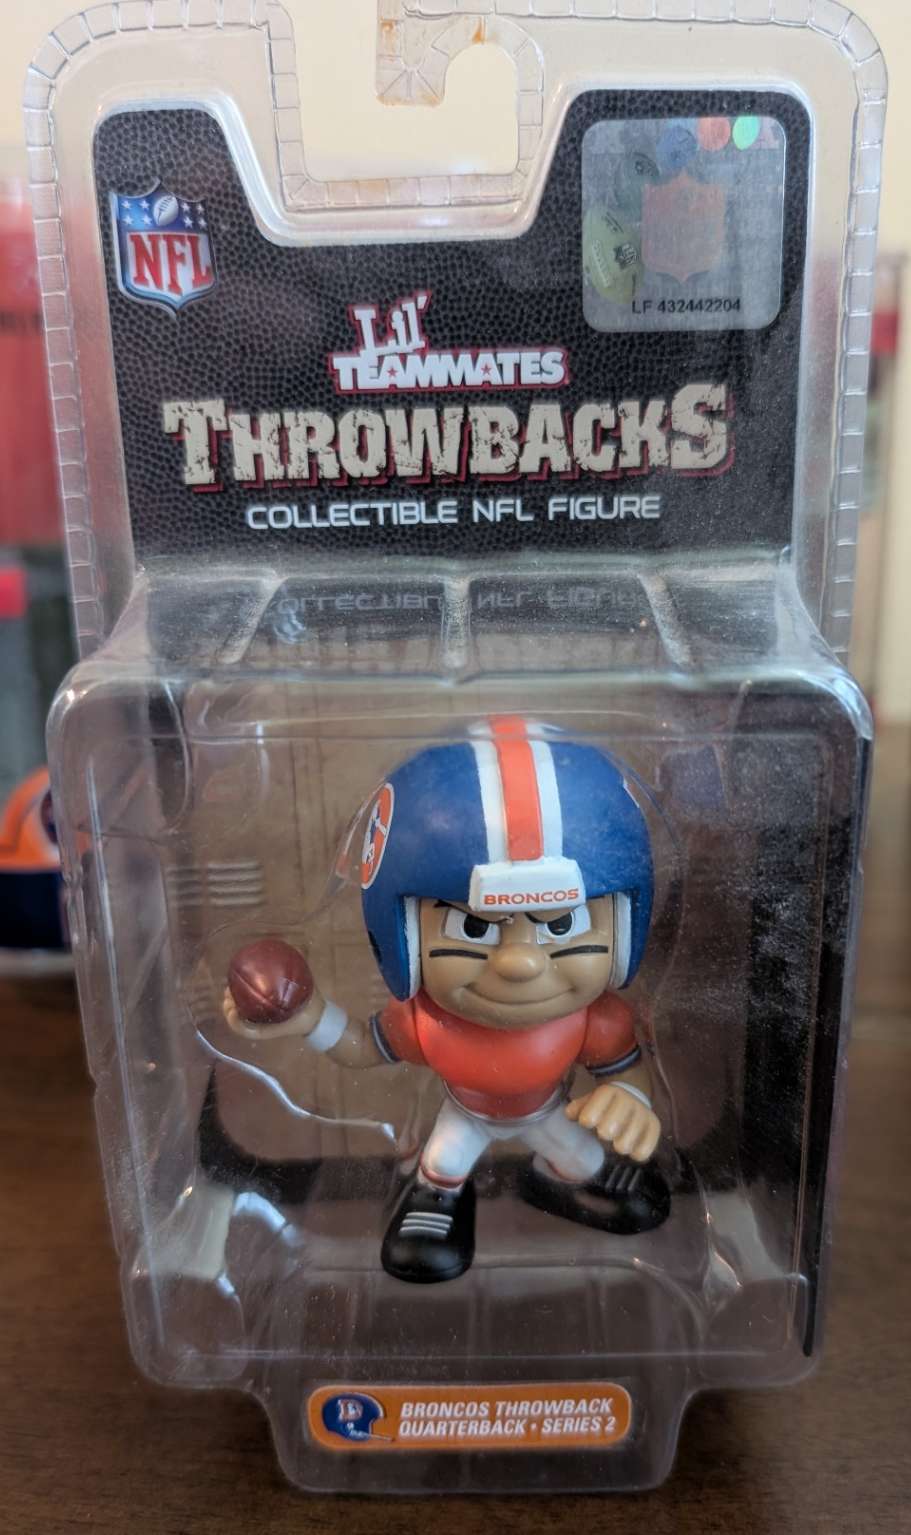 NFL
LF 432442204
Lil'
TEAMMATES
THROWBACKS
COLLECTIBLE NFL FIGURE
BRONCOS
BRONCOS THROWBACK
QUARTERBACK • SERIES 2